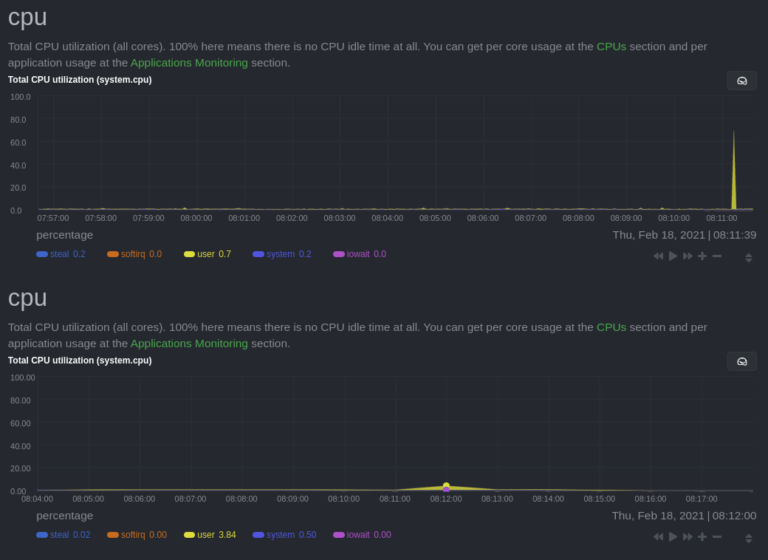 cpu
Total CPU utilization (all cores). 100% here means there is no CPU idle time at all. You can get per core usage at the CPUs section and per
application usage at the Applications Monitoring section.
Total CPU utilization (system.cpu)
100.0
80.0
60.0
40.0
20.0
0.0
07:57:00 07:58:00 07:59:00 08:00:00 08:01:00 08:02:00 08:03:00 08:04:00 08:05:00 08:06:00 08:07:00 08:08:00 08:09:00 08:10:00 08:11:00
percentage Thu, Feb 18, 2021 | 08:11:39
steal 0.2 softirq 0.0 user 0.7 system 0.2 iowait 0.0
cpu
Total CPU utilization (all cores). 100% here means there is no CPU idle time at all. You can get per core usage at the CPUs section and per
application usage at the Applications Monitoring section.
Total CPU utilization (system.cpu)
100.00
80.00
60.00
40.00
20.00
0.00
08:04:00 08:05:00 08:06:00 08:07:00 08:08:00 08:09:00 08:10:00 08:11:00 08:12:00 08:13:00 08:14:00 08:15:00 08:16:00 08:17:00
percentage Thu, Feb 18, 2021 | 08:12:00
steal 0.02 softirq 0.00 user 3.84 system 0.50 iowait 0.00